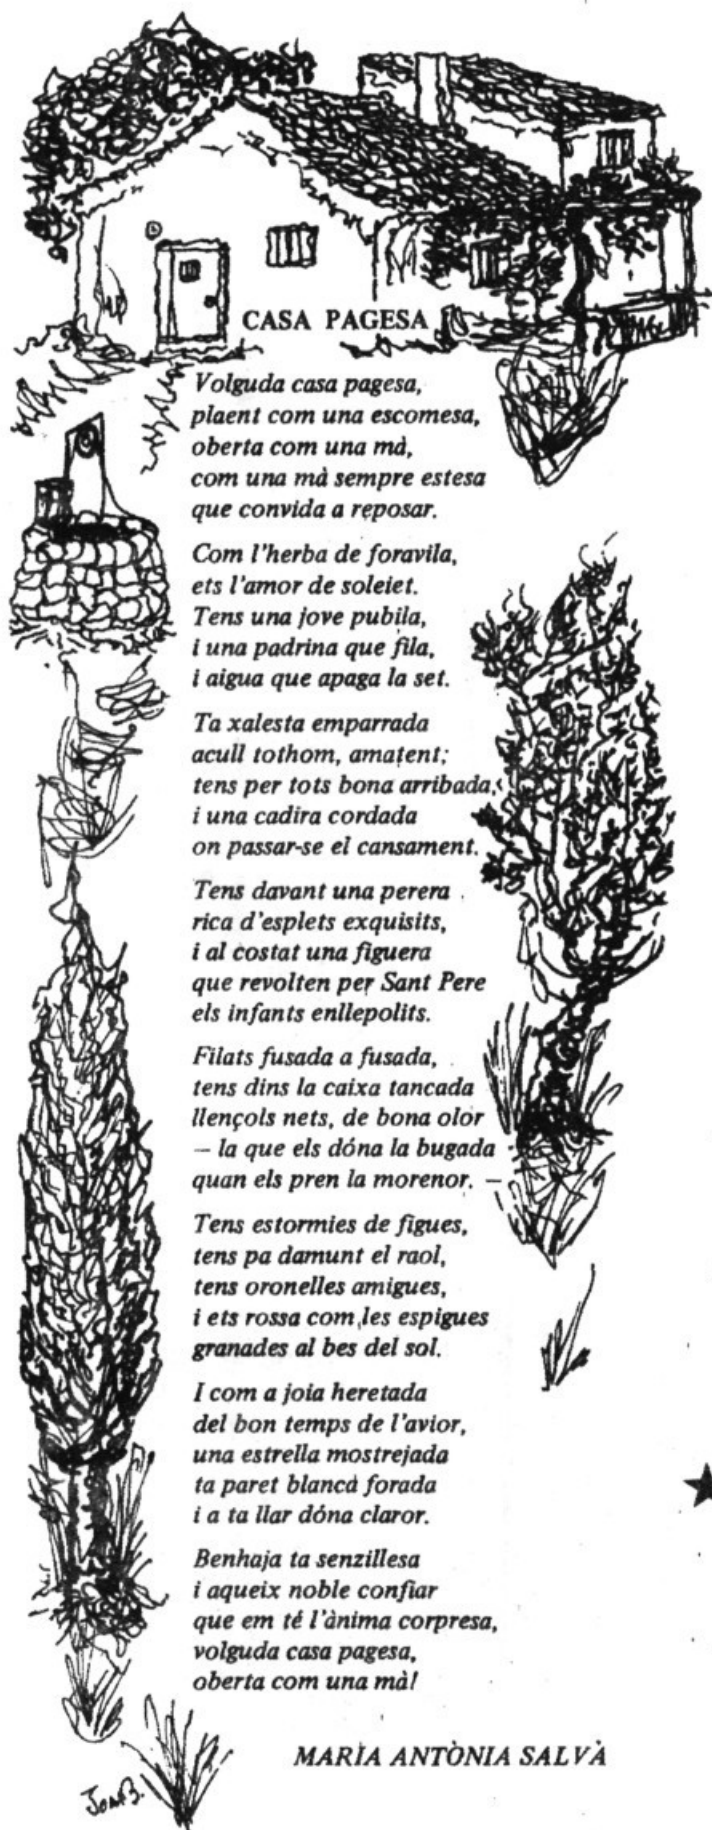 CASA PAGESA
Volguda casa pagesa,
plaent com una escomesa,
oberta com una mà,
com una mà sempre estesa
que convida a reposar.
Com l'herba de foravila,
ets l'amor de soleiet.
Tens una jove pubila,
i una padrina que fila,
i aigua que apaga la set.
Ta xalesta emparrada
acull tothom, amatent;
tens per tots bona arribada,
i una cadira cordada
on passar-se el cansament.
Tens davant una perera
rica d'esplets exquisits,
i al costat una figuera
que revolten per Sant Pere
els infants enllepolits.
Filats fusada a fusada,
tens dins la caixa tancada
llençols nets, de bona olor
– la que els dóna la bugada
quan els pren la morenor. –
Tens estormies de figues,
tens pa damunt el raol,
tens oronelles amigues,
i ets rossa com les espigues
granades al bes del sol.
I com a joia heretada
del bon temps de l'avior,
una estrella mostrejada
ta paret blanca forada
i a ta llar dóna claror.
Benhaja ta senzillesa
i aqueix noble confiar
que em té l'ànima corpresa,
volguda casa pagesa,
oberta com una mà!
MARIA ANTÒNIA SALVÀ
Joan B.